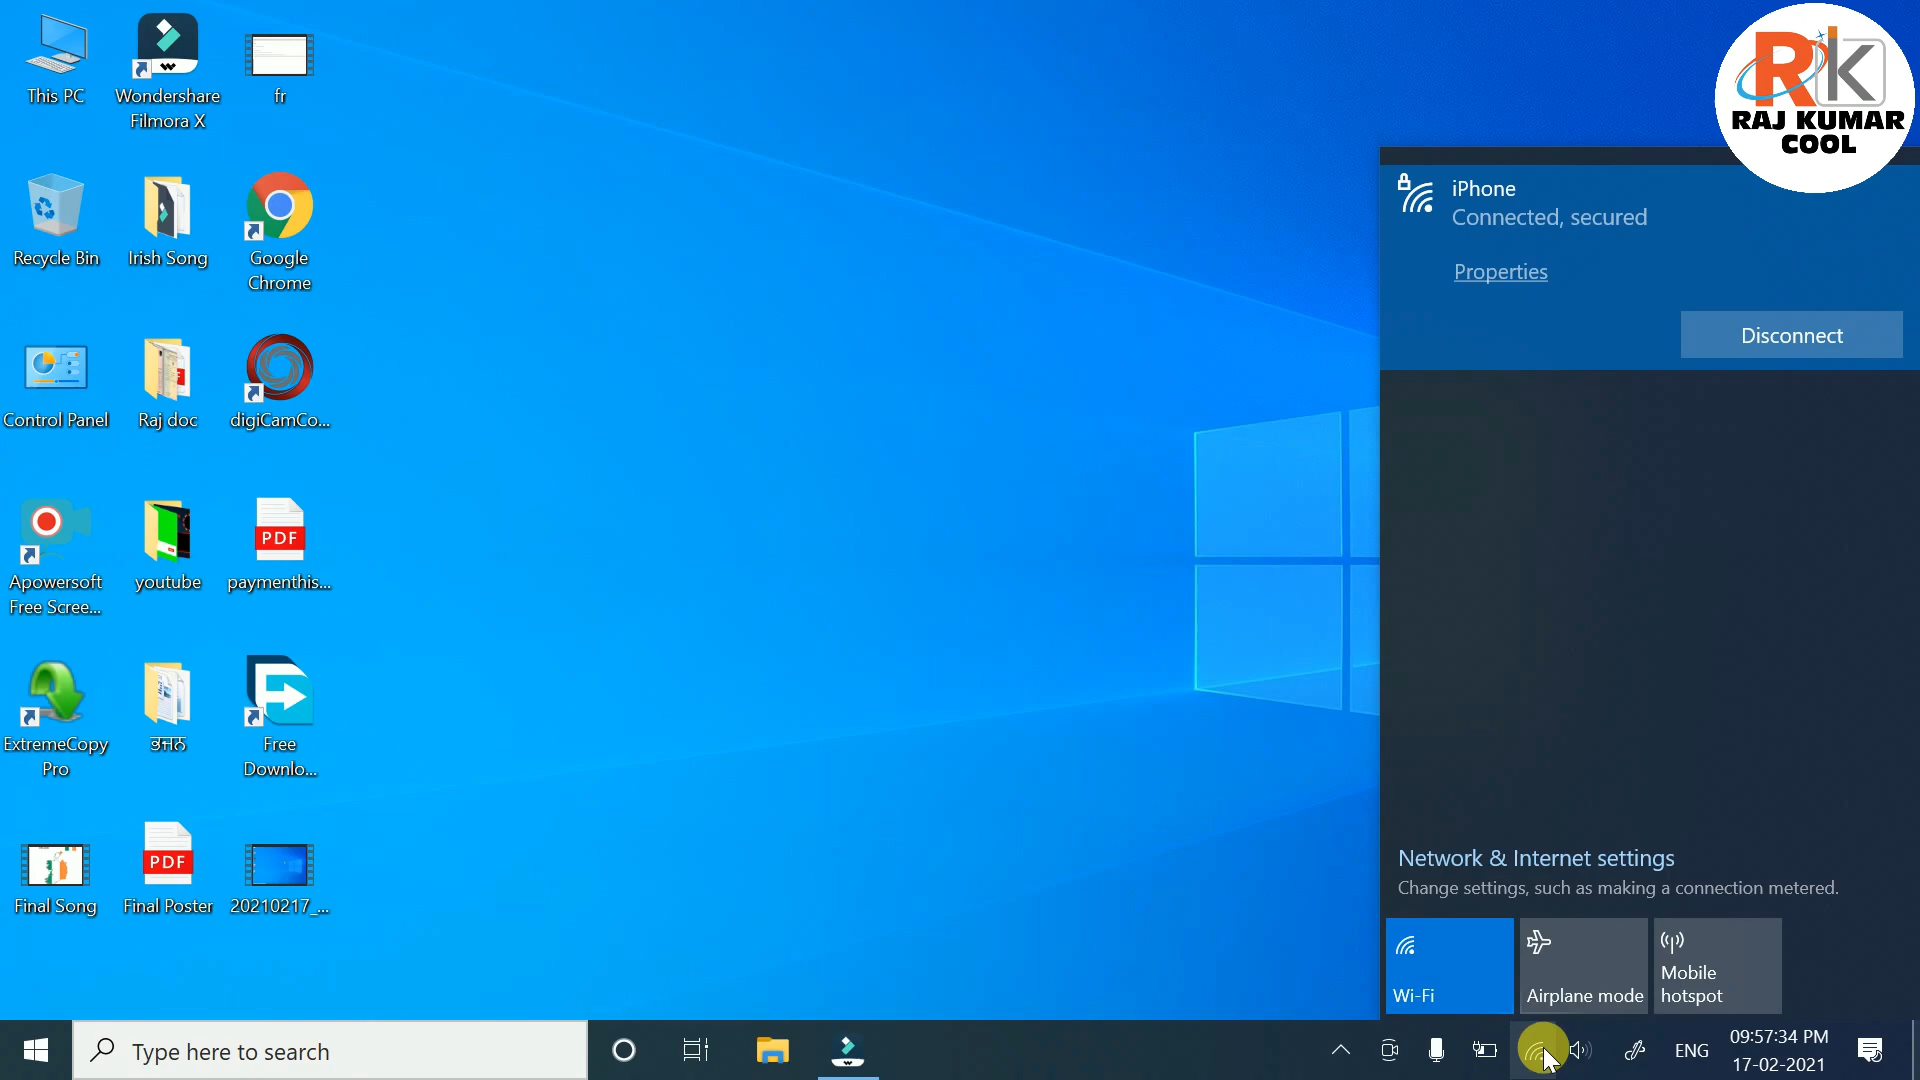 This PC
Wondershare
Filmora X
fr
Recycle Bin
Irish Song
Google
Chrome
Control Panel
Raj doc
digiCamCo...
Apowersoft
Free Scree...
youtube
PDF
paymenthis...
ExtremeCopy
Pro
ਭਜਨ
Free
Downlo...
Final Song
PDF
Final Poster
20210217_...
RK
RAJ KUMAR
COOL
iPhone
Connected, secured
Properties
Disconnect
Network & Internet settings
Change settings, such as making a connection metered.
Wi-Fi
Airplane mode
Mobile
hotspot
Type here to search
ENG
09:57:34 PM
17-02-2021